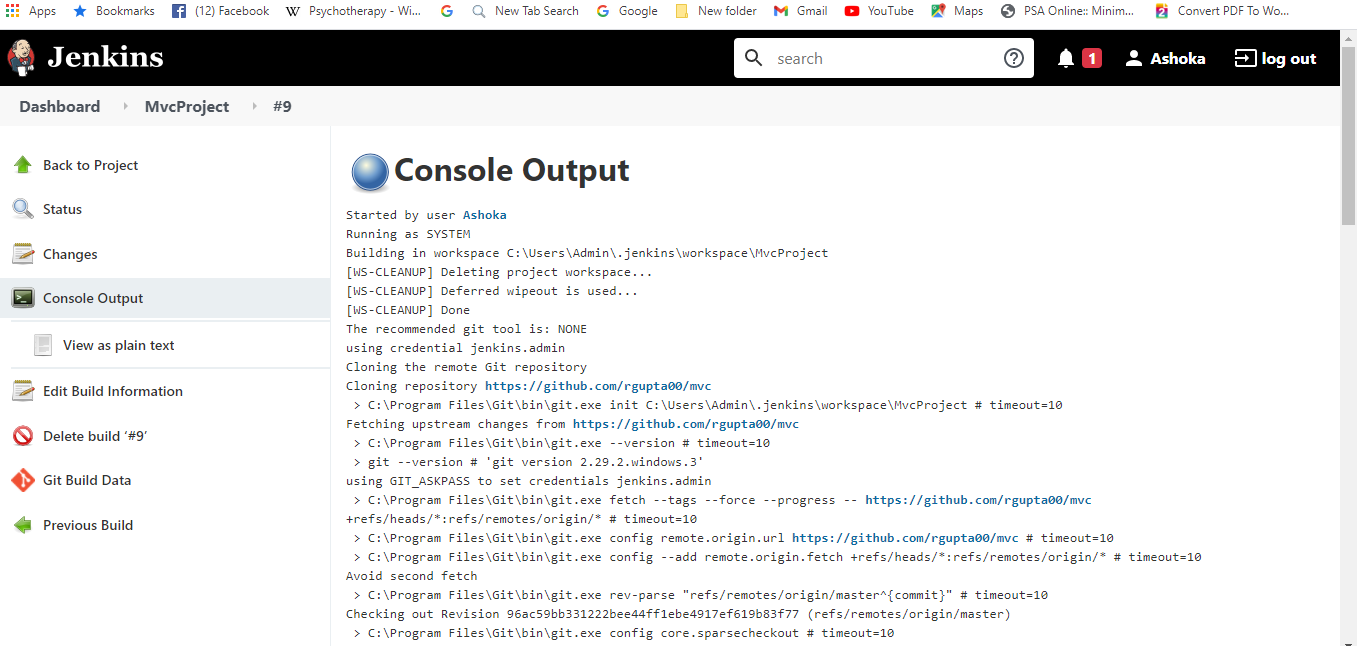 Apps Bookmarks (12) Facebook Psychotherapy - Wi... New Tab Search Google New folder Gmail YouTube Maps PSA Online:: Minim... Convert PDF To Wo...
Jenkins search 1 Ashoka log out
Dashboard MvcProject #9
Back to Project
Status
Changes
Console Output
View as plain text
Edit Build Information
Delete build ‘#9’
Git Build Data
Previous Build
Console Output
Started by user Ashoka
Running as SYSTEM
Building in workspace C:\Users\Admin\.jenkins\workspace\MvcProject
[WS-CLEANUP] Deleting project workspace...
[WS-CLEANUP] Deferred wipeout is used...
[WS-CLEANUP] Done
The recommended git tool is: NONE
using credential jenkins.admin
Cloning the remote Git repository
Cloning repository https://github.com/rgupta00/mvc
> C:\Program Files\Git\bin\git.exe init C:\Users\Admin\.jenkins\workspace\MvcProject # timeout=10
Fetching upstream changes from https://github.com/rgupta00/mvc
> C:\Program Files\Git\bin\git.exe --version # timeout=10
> git --version # 'git version 2.29.2.windows.3'
using GIT_ASKPASS to set credentials jenkins.admin
> C:\Program Files\Git\bin\git.exe fetch --tags --force --progress -- https://github.com/rgupta00/mvc
+refs/heads/*:refs/remotes/origin/* # timeout=10
> C:\Program Files\Git\bin\git.exe config remote.origin.url https://github.com/rgupta00/mvc # timeout=10
> C:\Program Files\Git\bin\git.exe config --add remote.origin.fetch +refs/heads/*:refs/remotes/origin/* # timeout=10
Avoid second fetch
> C:\Program Files\Git\bin\git.exe rev-parse "refs/remotes/origin/master^{commit}" # timeout=10
Checking out Revision 96ac59bb331222bee44ff1ebe4917ef619b83f77 (refs/remotes/origin/master)
> C:\Program Files\Git\bin\git.exe config core.sparsecheckout # timeout=10